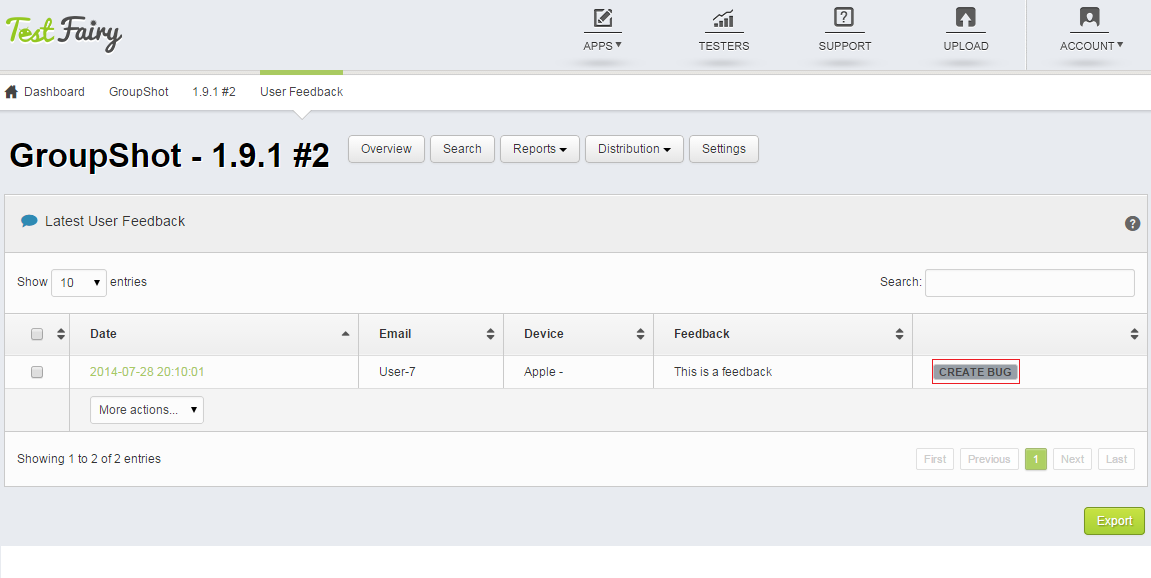 Test Fairy
APPS
TESTERS
SUPPORT
UPLOAD
ACCOUNT
Dashboard GroupShot 1.9.1 #2 User Feedback
GroupShot - 1.9.1 #2
Overview Search Reports Distribution Settings
Latest User Feedback
?
Show 10 entries
Search:
Date Email Device Feedback
2014-07-28 20:10:01 User-7 Apple - This is a feedback CREATE BUG
More actions...
Showing 1 to 2 of 2 entries
First Previous 1 Next Last
Export